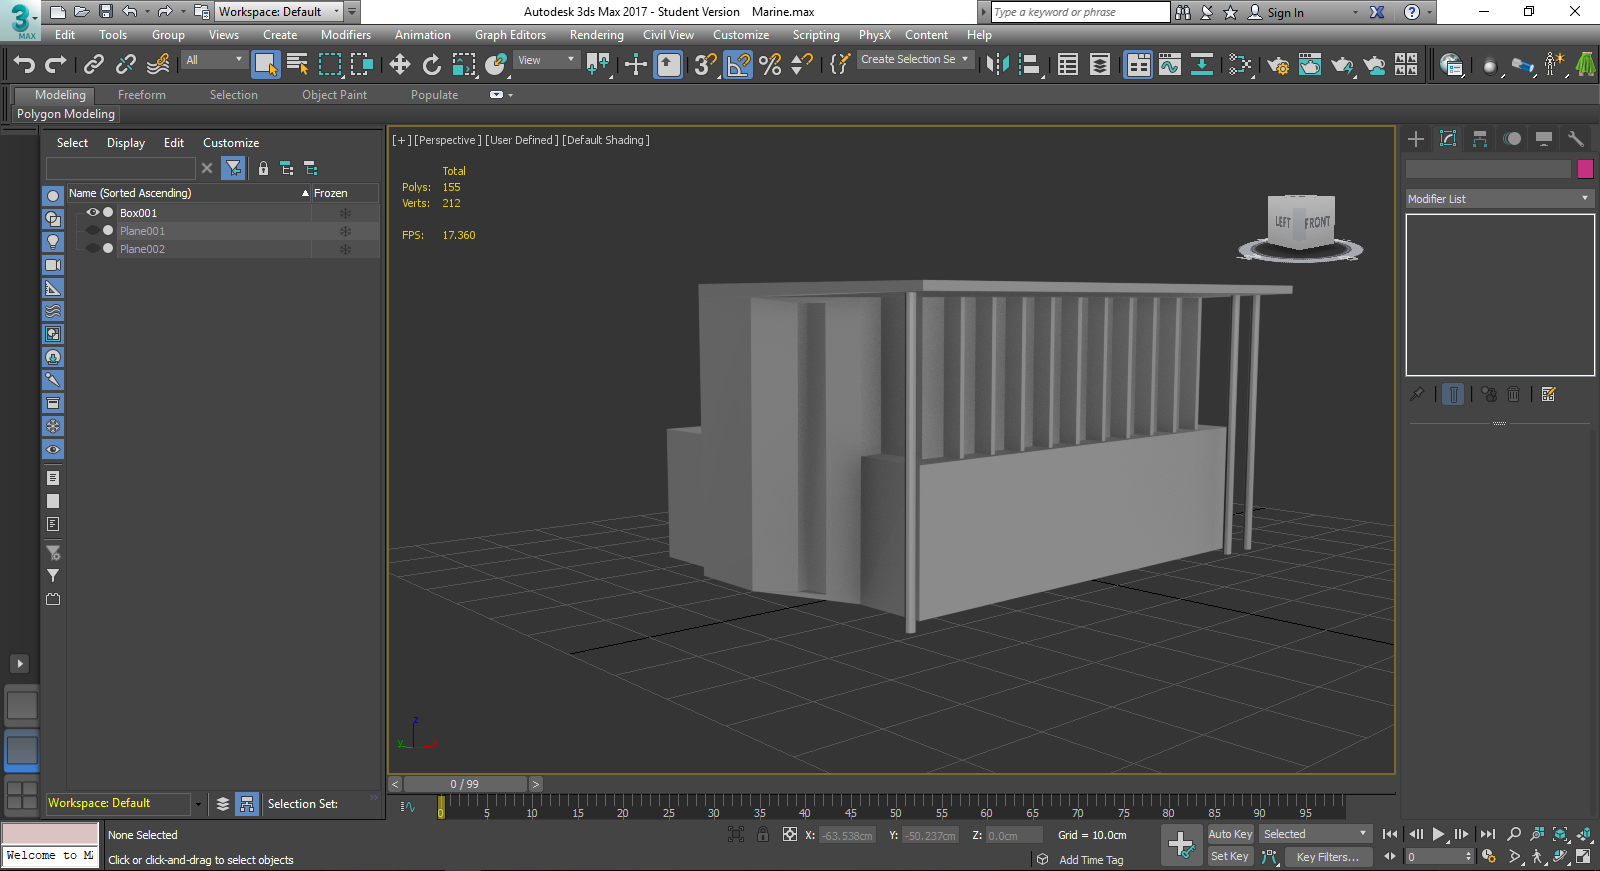 3 Workspace: Default Autodesk 3ds Max 2017 - Student Version Marine.max Type a keyword or phrase Sign In
MAX Edit Tools Group Views Create Modifiers Animation Graph Editors Rendering Civil View Customize Scripting PhysX Content Help
All View 3 Create Selection Se
Modeling Freeform Selection Object Paint Populate
Polygon Modeling
Select Display Edit Customize
[+] [Perspective] [User Defined] [Default Shading]
Name (Sorted Ascending) Frozen
Box001
Plane001
Plane002
Total
Polys: 155
Verts: 212
FPS: 17.360
LEFT FRONT
Modifier List
z
y x
< 0 / 99 >
Workspace: Default Selection Set:
0 5 10 15 20 25 30 35 40 45 50 55 60 65 70 75 80 85 90 95
None Selected X: -63.538cm Y: -50.237cm Z: 0.0cm Grid = 10.0cm Auto Key Selected
Welcome to M
Click or click-and-drag to select objects Add Time Tag Set Key Key Filters... 0